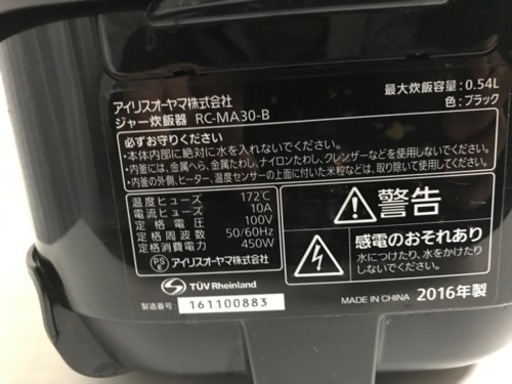 アイリスオーヤマ株式会社
ジャー炊飯器 RC-MA30-B
最大炊飯容量:0.54L
色:ブラック
必ずお守りください
・本体内部に絶対に水を入れないでください。
・内釜には、金属へら、金属たわし、ナイロンたわし、クレンザーなどを使用しないでください。
・内釜の外側、ヒーター、温度センサーの上面に付いた米粒などは、取り除いて使用してください。
温度ヒューズ 172℃
電流ヒューズ 10A
定格電圧 100V
定格周波数 50/60Hz
定格消費電力 450W
PS E アイリスオーヤマ株式会社
TÜV Rheinland
製造番号: 161100883
警告
感電のおそれあり
水につけたり、水をかけたり
しないでください。
MADE IN CHINA 2016年製